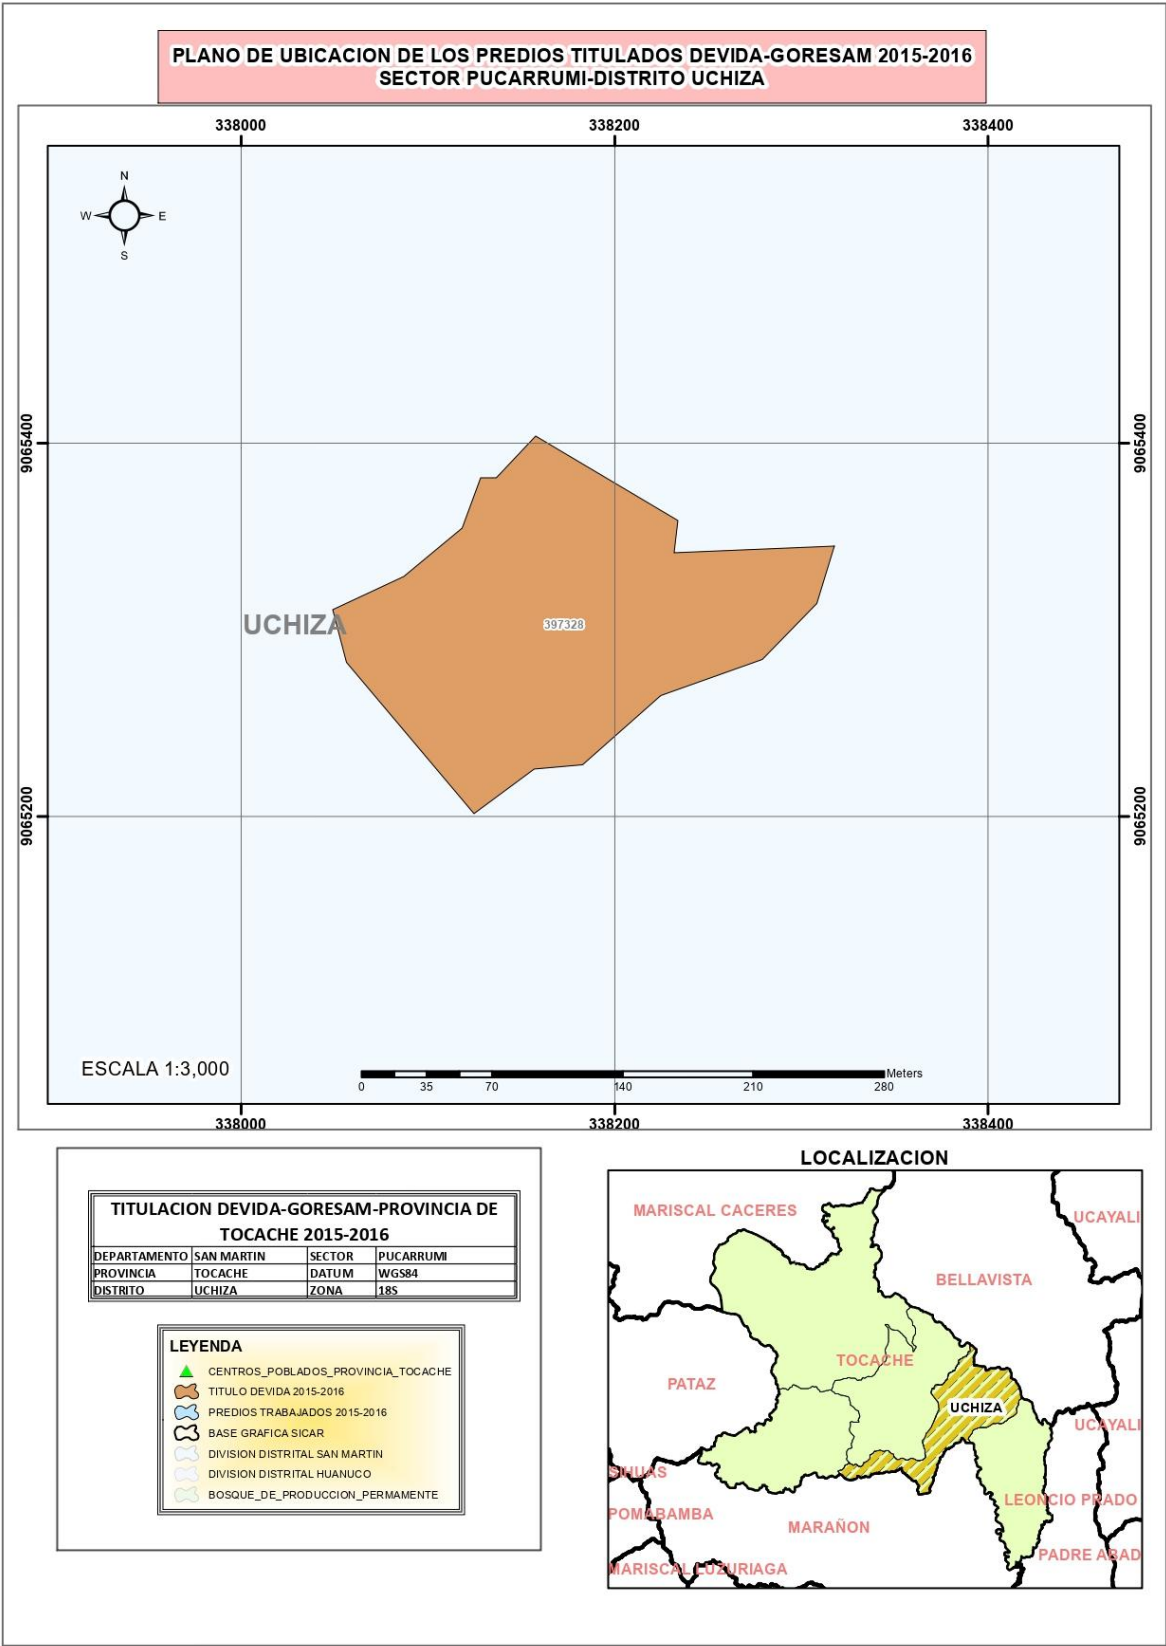 PLANO DE UBICACION DE LOS PREDIOS TITULADOS DEVIDA-GORESAM 2015-2016
SECTOR PUCARRUMI-DISTRITO UCHIZA
338000 338200 338400
N
W E
S
9065400 9065400
UCHIZA
397328
9065200 9065200
ESCALA 1:3,000
Meters
0 35 70 140 210 280
338000 338200 338400
TITULACION DEVIDA-GORESAM-PROVINCIA DE
TOCACHE 2015-2016
DEPARTAMENTO SAN MARTIN SECTOR PUCARRUMI
PROVINCIA TOCACHE DATUM WGS84
DISTRITO UCHIZA ZONA 18S
LEYENDA
CENTROS_POBLADOS_PROVINCIA_TOCACHE
TITULO DEVIDA 2015-2016
PREDIOS TRABAJADOS 2015-2016
BASE GRAFICA SICAR
DIVISION DISTRITAL SAN MARTIN
DIVISION DISTRITAL HUANUCO
BOSQUE_DE_PRODUCCION_PERMAMENTE
LOCALIZACION
MARISCAL CACERES
UCAYALI
BELLAVISTA
TOCACHE
PATAZ
UCHIZA
UCAYALI
SIHUAS
LEONCIO PRADO
POMABAMBA
MARAÑON
PADRE ABAD
MARISCAL LUZURIAGA